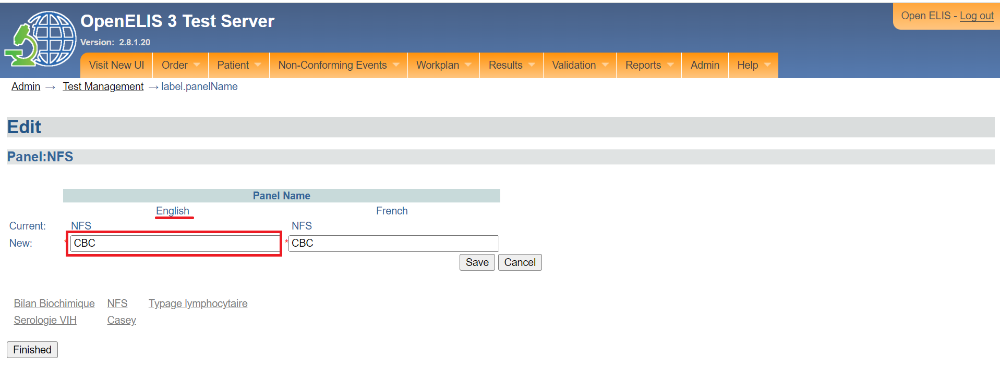 OpenELIS 3 Test Server
Open ELIS - Log out
Version: 2.8.1.20
Visit New UI Order Patient Non-Conforming Events Workplan Results Validation Reports Admin Help
Admin → Test Management → label.panelName
Edit
Panel:NFS
Panel Name
English French
Current: NFS NFS
New: * CBC * CBC
Save Cancel
Bilan Biochimique NFS Typage lymphocytaire
Serologie VIH Casey
Finished